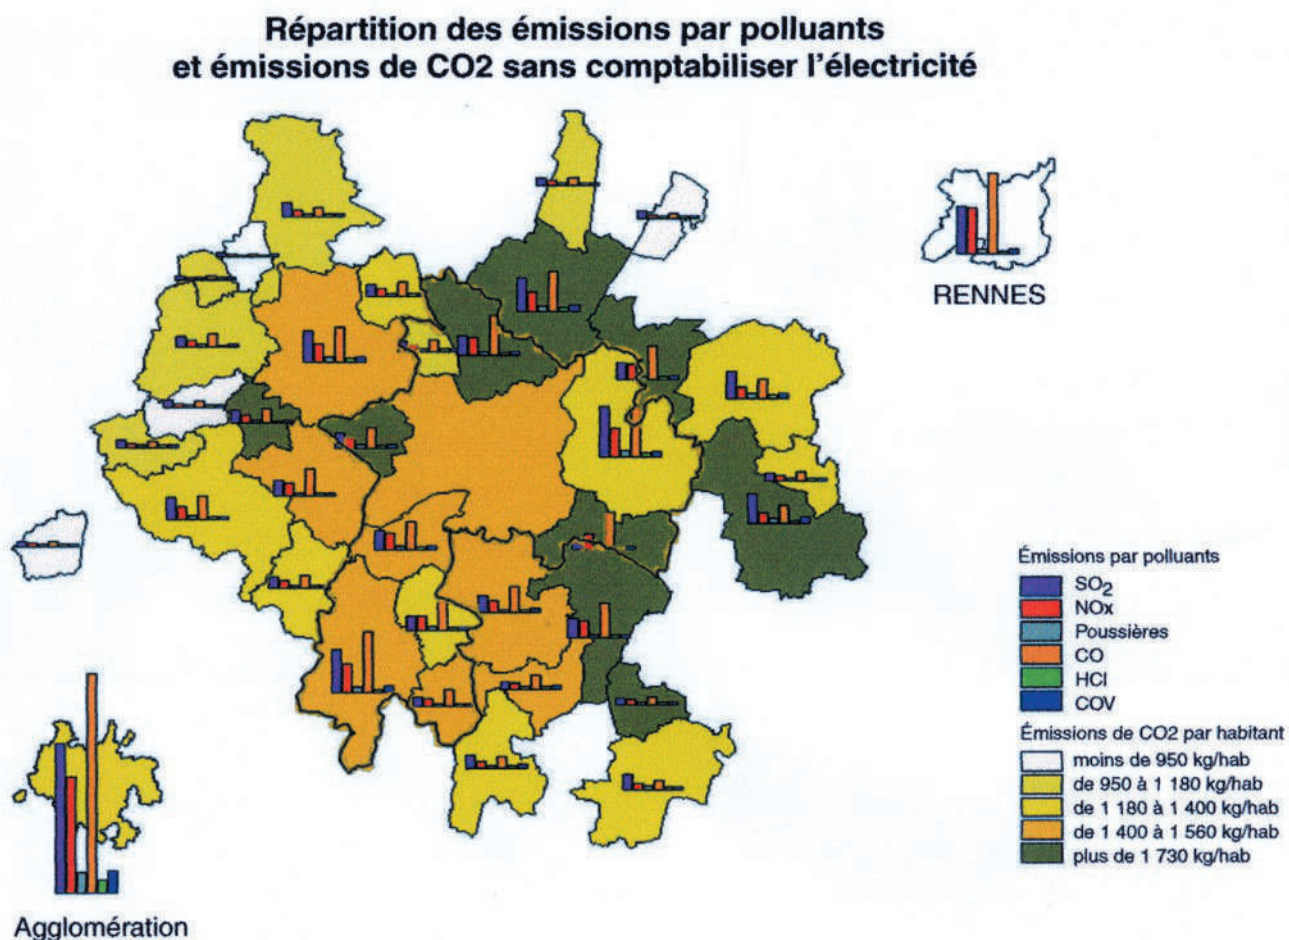 Répartition des émissions par polluants
et émissions de CO2 sans comptabiliser l'électricité
RENNES
Émissions par polluants
SO2
NOx
Poussières
CO
HCl
COV
Émissions de CO2 par habitant
moins de 950 kg/hab
de 950 à 1 180 kg/hab
de 1 180 à 1 400 kg/hab
de 1 400 à 1 560 kg/hab
plus de 1 730 kg/hab
Agglomération